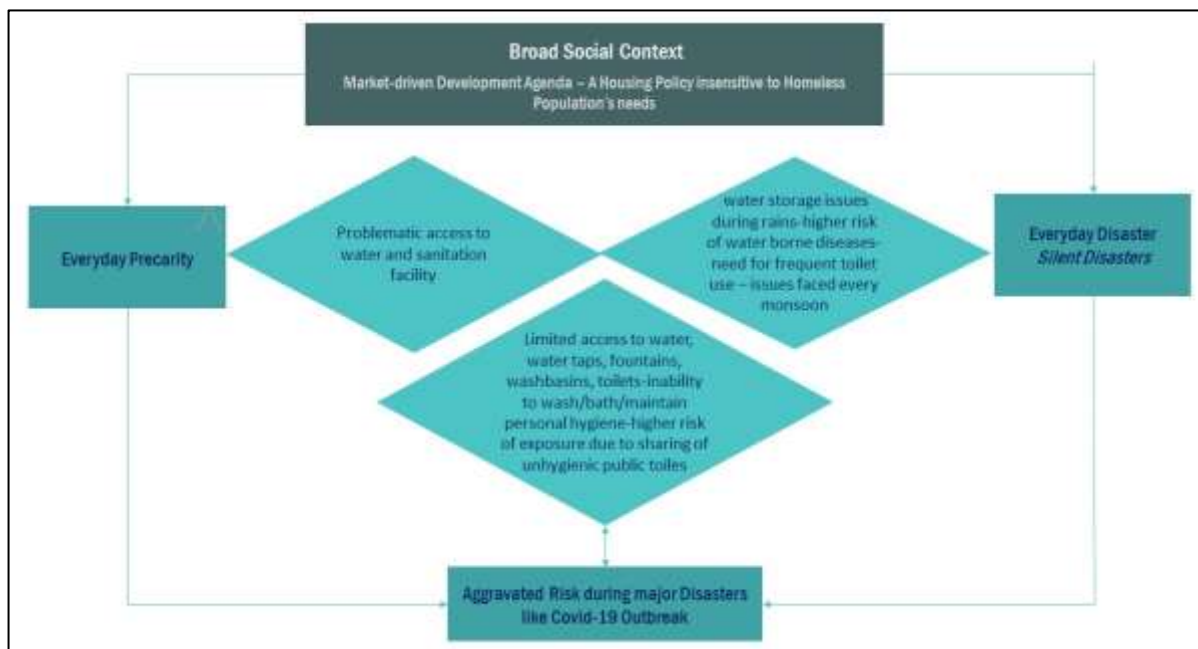 Broad Social Context
Market-driven Development Agenda – A Housing Policy insensitive to Homeless
Population's needs
Everyday Precarity
Problematic access to
water and sanitation
facility
water storage issues
during rains-higher risk
of water borne diseases-
need for frequent toilet
use – issues faced every
monsoon
Everyday Disaster
Silent Disasters
Limited access to water,
water taps, fountains,
washbasins, toilets-inability
to wash/bath/maintain
personal hygiene-higher risk
of exposure due to sharing of
unhygienic public toiles
Aggravated Risk during major Disasters
like Covid-19 Outbreak